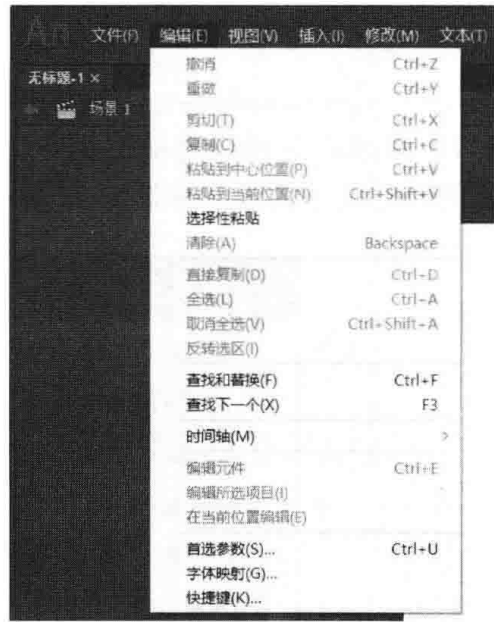 An 文件(F) 编辑(E) 视图(V) 插入(I) 修改(M) 文本(T)
无标题-1 ×
场景 1
撤消 Ctrl+Z
重做 Ctrl+Y
剪切(T) Ctrl+X
复制(C) Ctrl+C
粘贴到中心位置(P) Ctrl+V
粘贴到当前位置(N) Ctrl+Shift+V
选择性粘贴
清除(A) Backspace
直接复制(D) Ctrl+D
全选(L) Ctrl+A
取消全选(V) Ctrl+Shift+A
反转选区(I)
查找和替换(F) Ctrl+F
查找下一个(X) F3
时间轴(M) >
编辑元件 Ctrl+E
编辑所选项目(I)
在当前位置编辑(E)
首选参数(S)... Ctrl+U
字体映射(G)...
快捷键(K)...